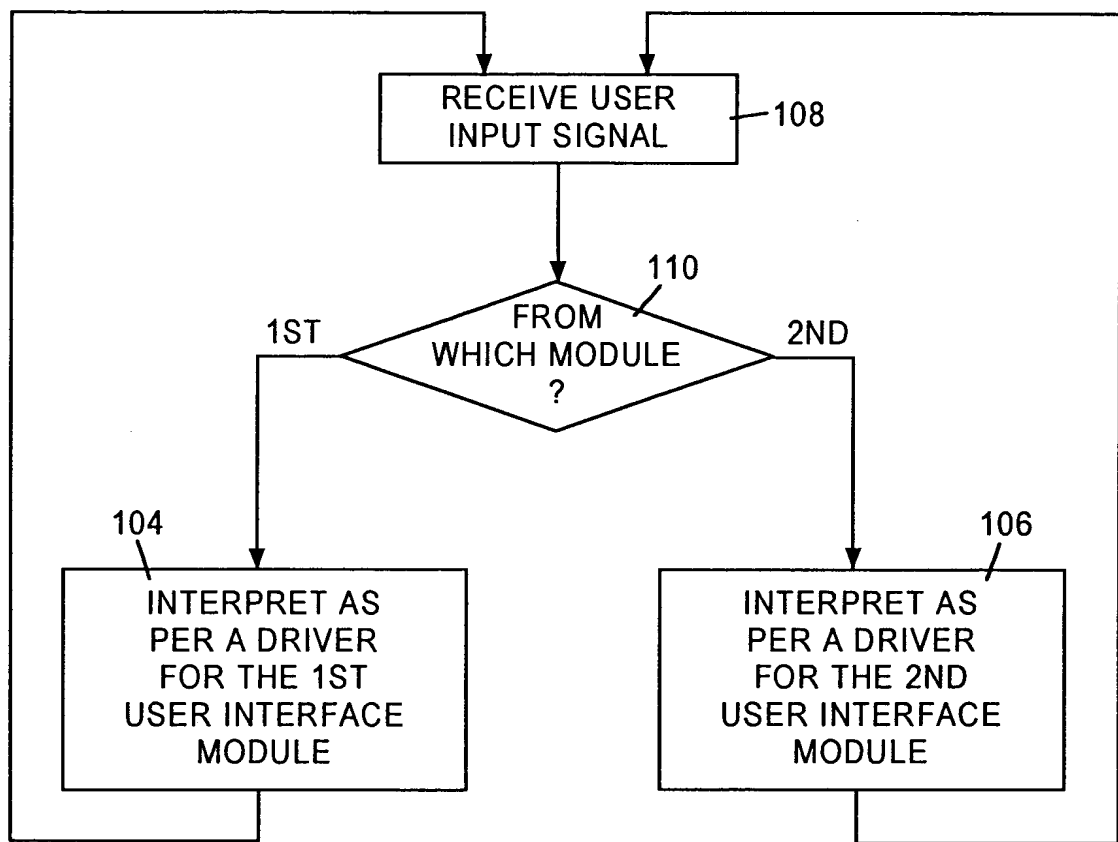 RECEIVE USER
INPUT SIGNAL
108
110
FROM
WHICH MODULE
?
1ST
2ND
104
INTERPRET AS
PER A DRIVER
FOR THE 1ST
USER INTERFACE
MODULE
106
INTERPRET AS
PER A DRIVER
FOR THE 2ND
USER INTERFACE
MODULE